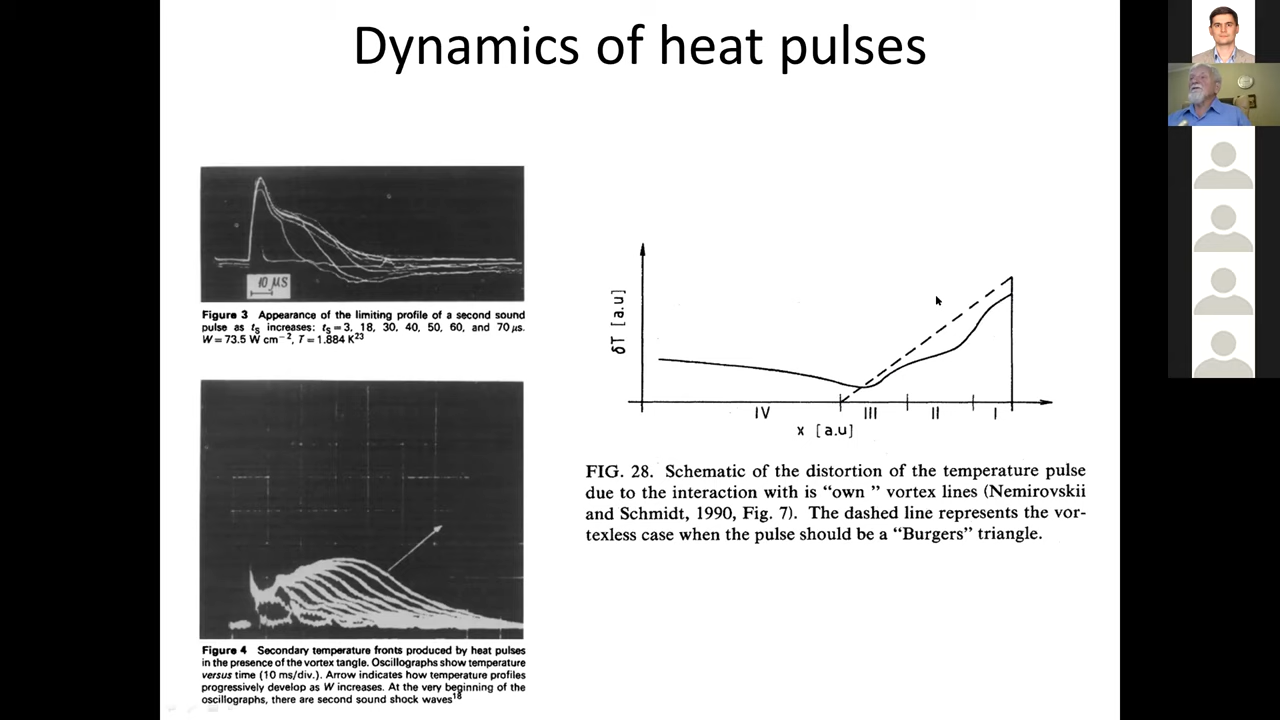 Dynamics of heat pulses
10 μS
Figure 3 Appearance of the limiting profile of a second sound
pulse as tS increases: tS = 3, 18, 30, 40, 50, 60, and 70 μs.
W = 73.5 W cm−2, T = 1.884 K23
Figure 4 Secondary temperature fronts produced by heat pulses
in the presence of the vortex tangle. Oscillographs show temperature
versus time (10 ms/div.). Arrow indicates how temperature profiles
progressively develop as W increases. At the very beginning of the
oscillographs, there are second sound shock waves18
δT [a.u]
IV III II I
x [a.u]
FIG. 28. Schematic of the distortion of the temperature pulse
due to the interaction with is “own ” vortex lines (Nemirovskii
and Schmidt, 1990, Fig. 7). The dashed line represents the vor-
texless case when the pulse should be a “Burgers” triangle.